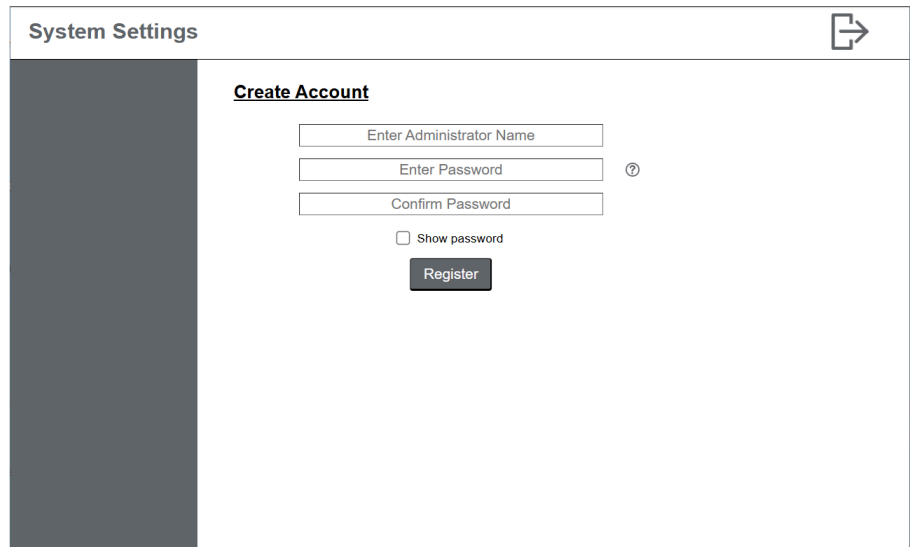 System Settings
Create Account
Enter Administrator Name
Enter Password
?
Confirm Password
Show password
Register